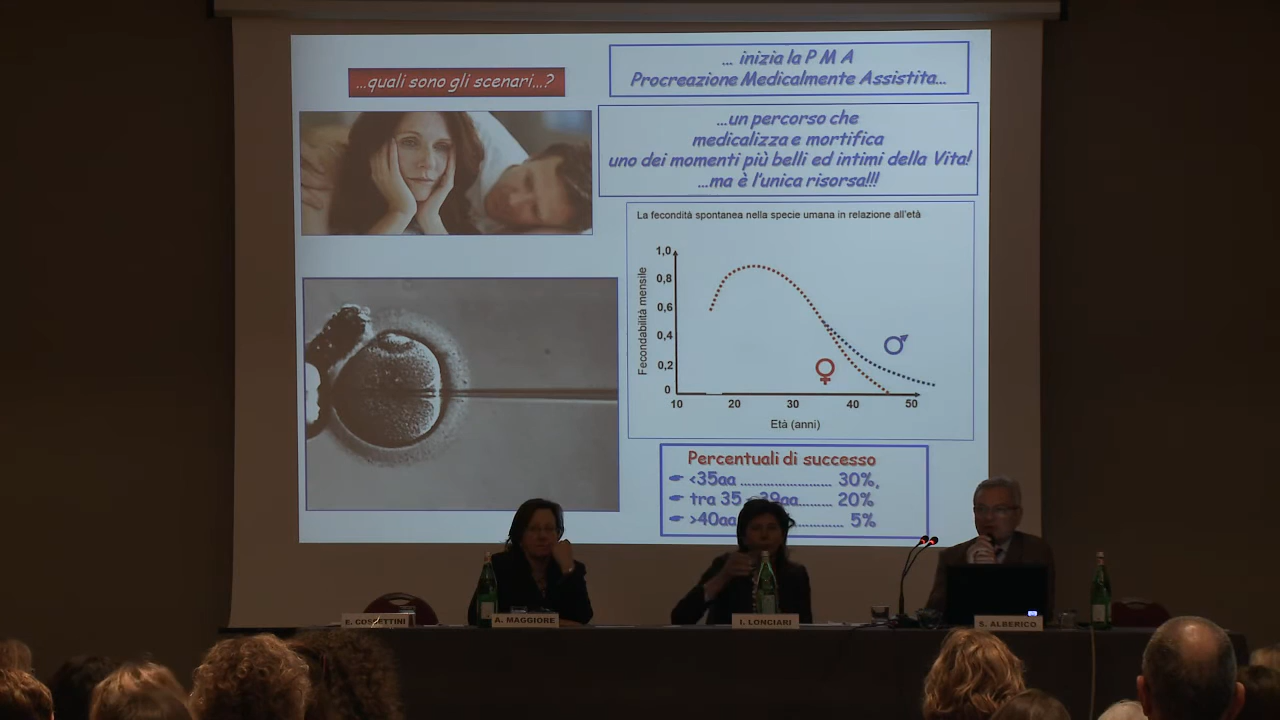 ...quali sono gli scenari...?
... inizia la P M A
Procreazione Medicalmente Assistita...
...un percorso che
medicalizza e mortifica
uno dei momenti più belli ed intimi della Vita!
...ma è l'unica risorsa!!!
La fecondità spontanea nella specie umana in relazione all'età
Fecondabilità mensile
1,0
0,8
0,6
0,4
0,2
0
10 20 30 40 50
Età (anni)
Percentuali di successo
<35aa ...................... 30%,
tra 35 - 39aa......... 20%
>40aa ............... 5%
E. COSSETTINI
A. MAGGIORE
I. LONCIARI
S. ALBERICO